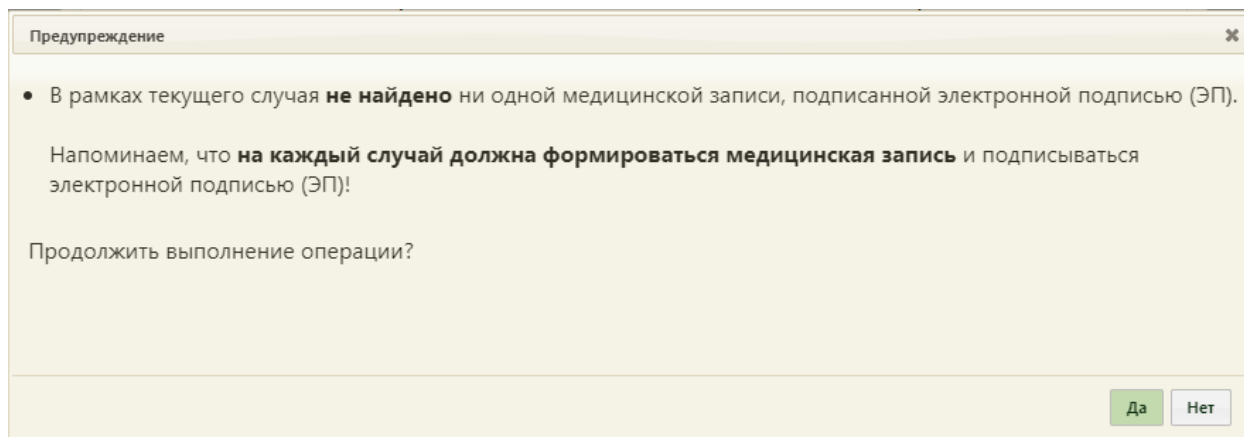 Предупреждение
• В рамках текущего случая не найдено ни одной медицинской записи, подписанной электронной подписью (ЭП).
Напоминаем, что на каждый случай должна формироваться медицинская запись и подписываться
электронной подписью (ЭП)!
Продолжить выполнение операции?
Да Нет